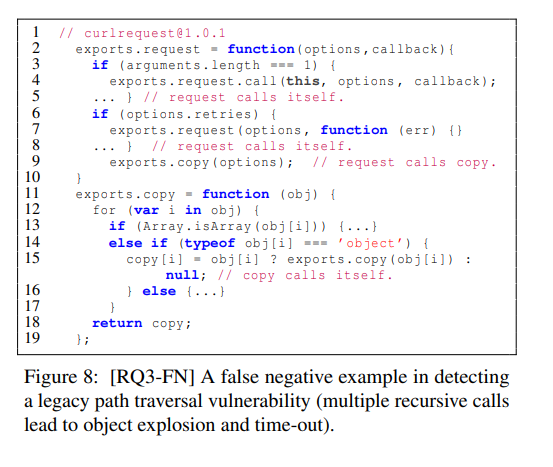 1 // curlrequest@1.0.1
2 exports.request = function(options,callback){
3 if (arguments.length === 1) {
4 exports.request.call(this, options, callback);
5 ... } // request calls itself.
6 if (options.retries) {
7 exports.request(options, function (err) {}
8 ... } // request calls itself.
9 exports.copy(options); // request calls copy.
10 }
11 exports.copy = function (obj) {
12 for (var i in obj) {
13 if (Array.isArray(obj[i])) {...}
14 else if (typeof obj[i] === 'object') {
15 copy[i] = obj[i] ? exports.copy(obj[i]) :
null; // copy calls itself.
16 } else {...}
17 }
18 return copy;
19 };
Figure 8: [RQ3-FN] A false negative example in detecting
a legacy path traversal vulnerability (multiple recursive calls
lead to object explosion and time-out).